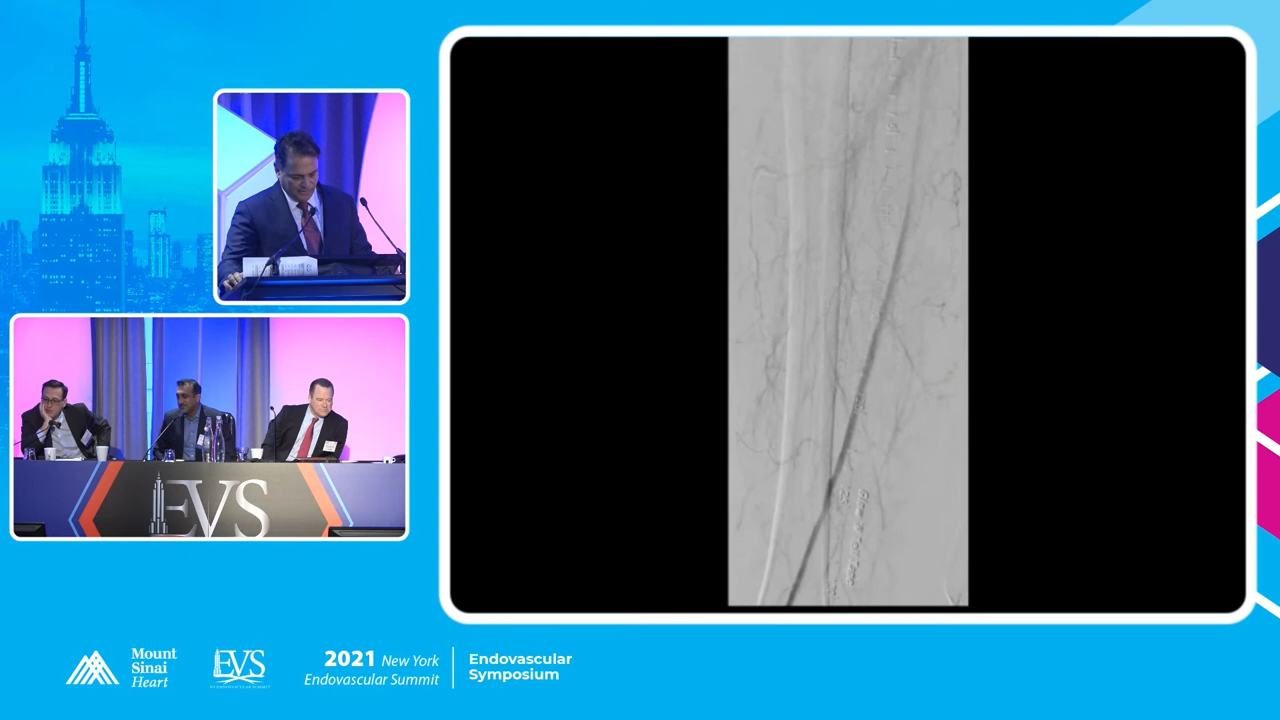 EVS
Mount
Sinai
Heart
EVS
2021 New York
Endovascular Summit
Endovascular
Symposium